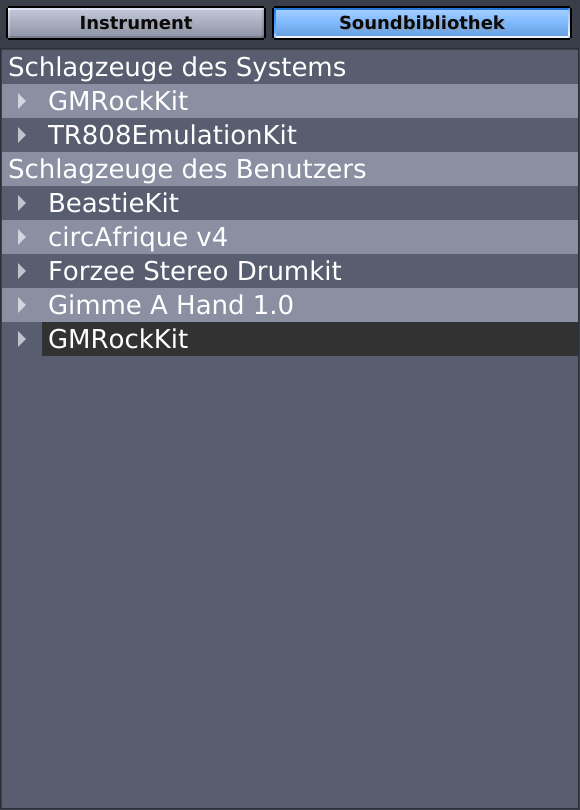 Instrument
Soundbibliothek
Schlagzeuge des Systems
GMRockKit
TR808EmulationKit
Schlagzeuge des Benutzers
BeastieKit
circAfrique v4
Forzee Stereo Drumkit
Gimme A Hand 1.0
GMRockKit